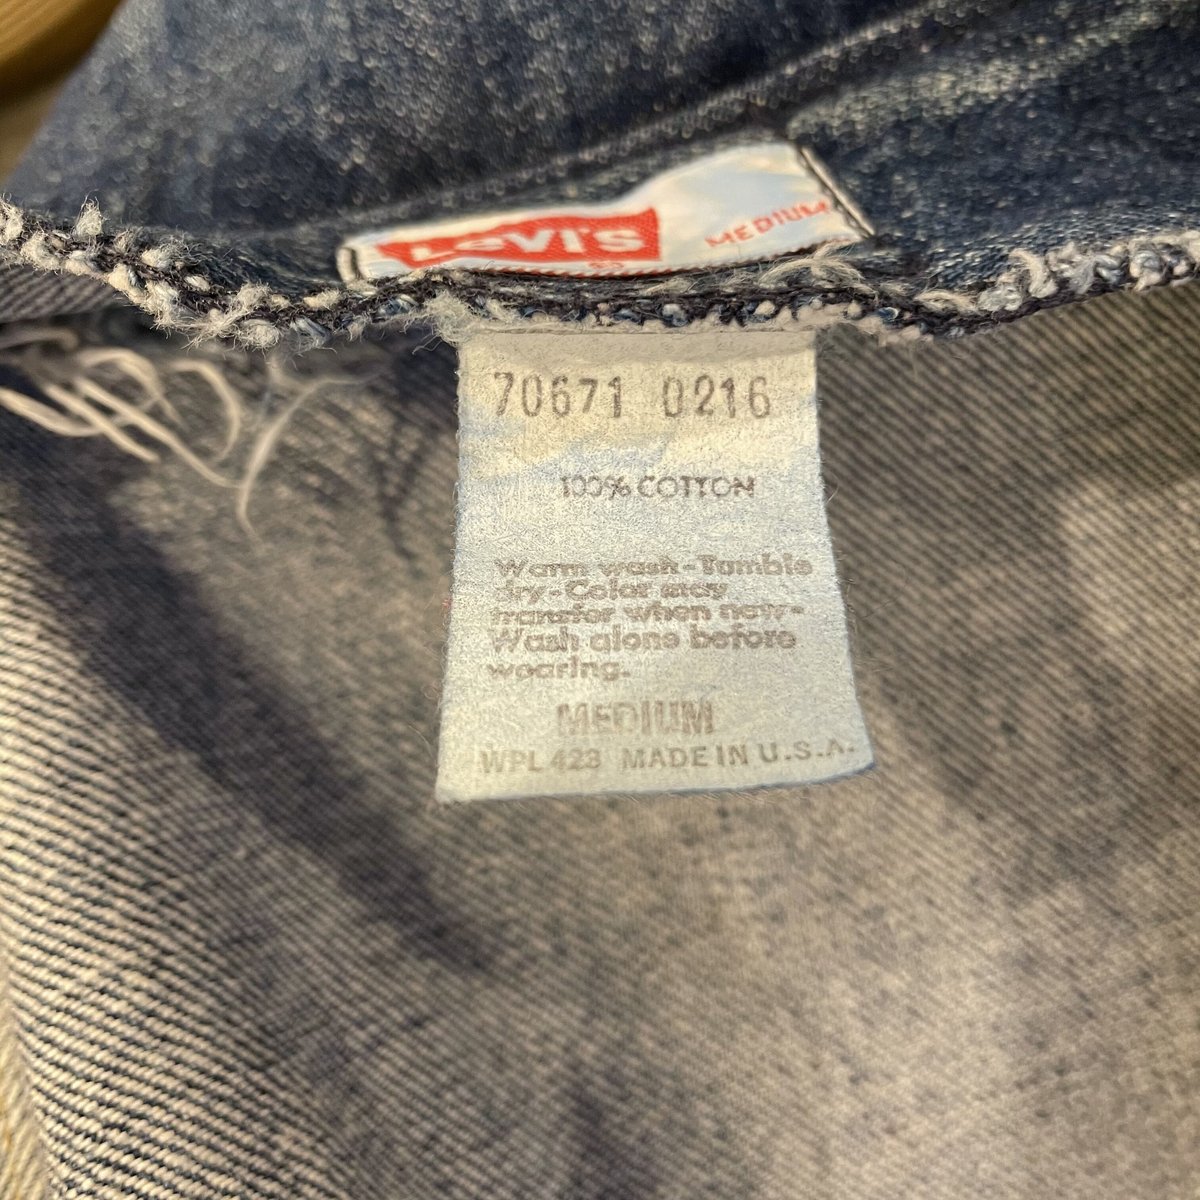 Levi's
MEDIUM
70671 0216
100% COTTON
Warm wash-Tumble
dry-Color may
transfer when new-
Wash alone before
wearing.
MEDIUM
WPL 423 MADE IN U.S.A.